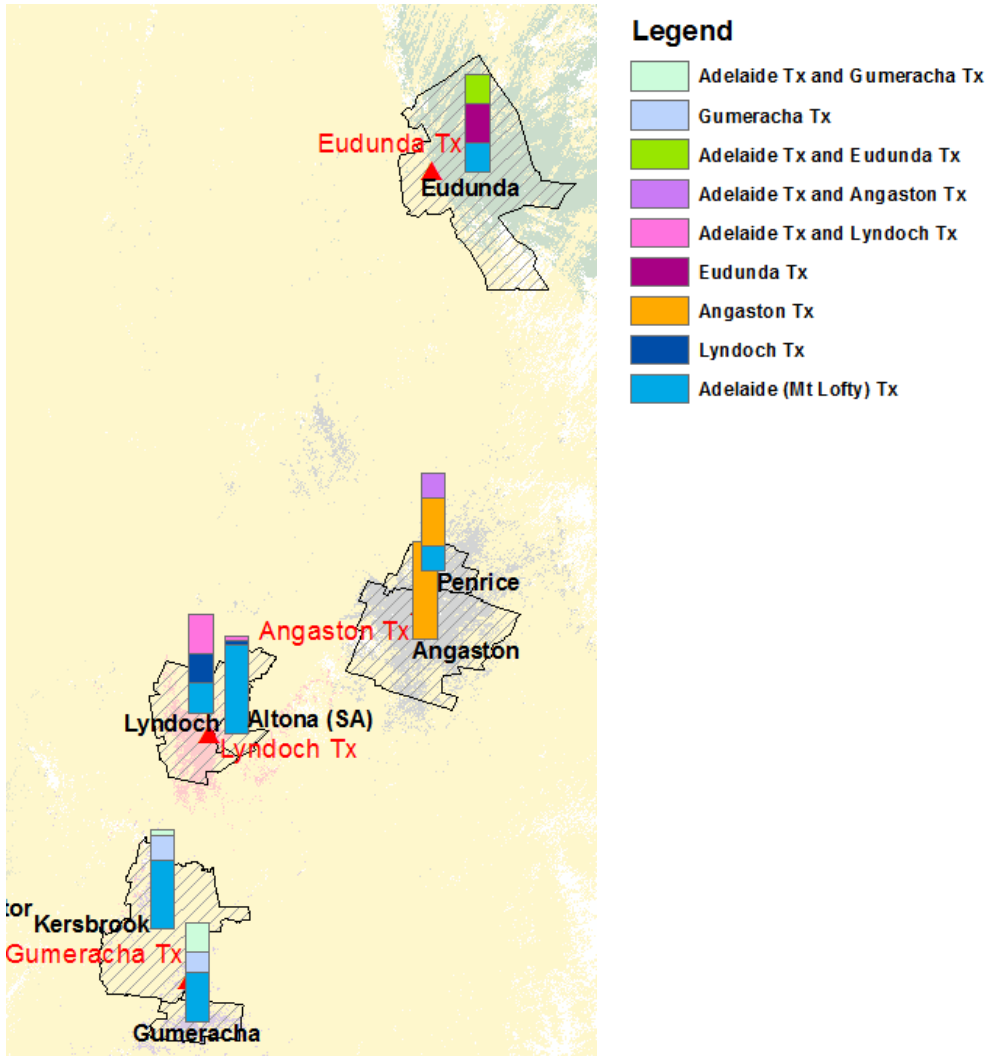 Legend
Adelaide Tx and Gumeracha Tx
Gumeracha Tx
Adelaide Tx and Eudunda Tx
Adelaide Tx and Angaston Tx
Adelaide Tx and Lyndoch Tx
Eudunda Tx
Angaston Tx
Lyndoch Tx
Adelaide (Mt Lofty) Tx
Eudunda Tx
Eudunda
Penrice
Angaston Tx
Angaston
Lyndoch
Altona (SA)
Lyndoch Tx
tor
Kersbrook
Gumeracha Tx
Gumeracha